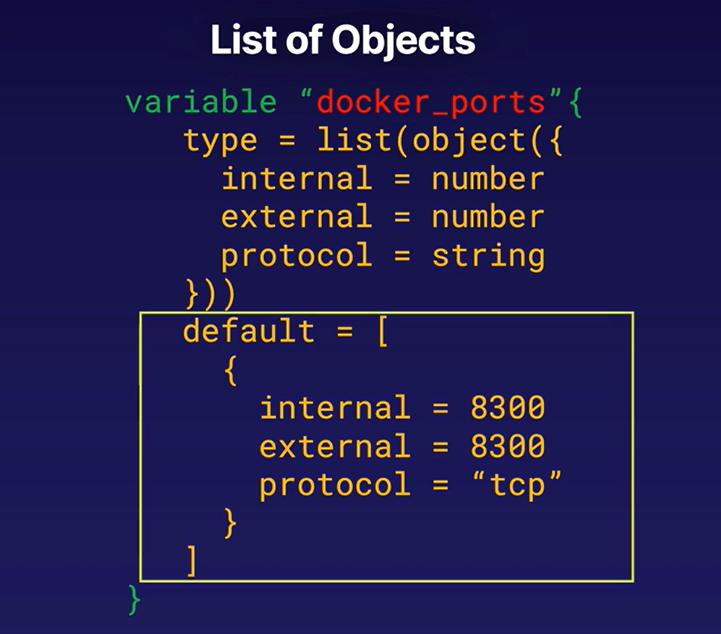 List of Objects
variable “docker_ports”{
type = list(object({
internal = number
external = number
protocol = string
}))
default = [
{
internal = 8300
external = 8300
protocol = “tcp”
}
]
}